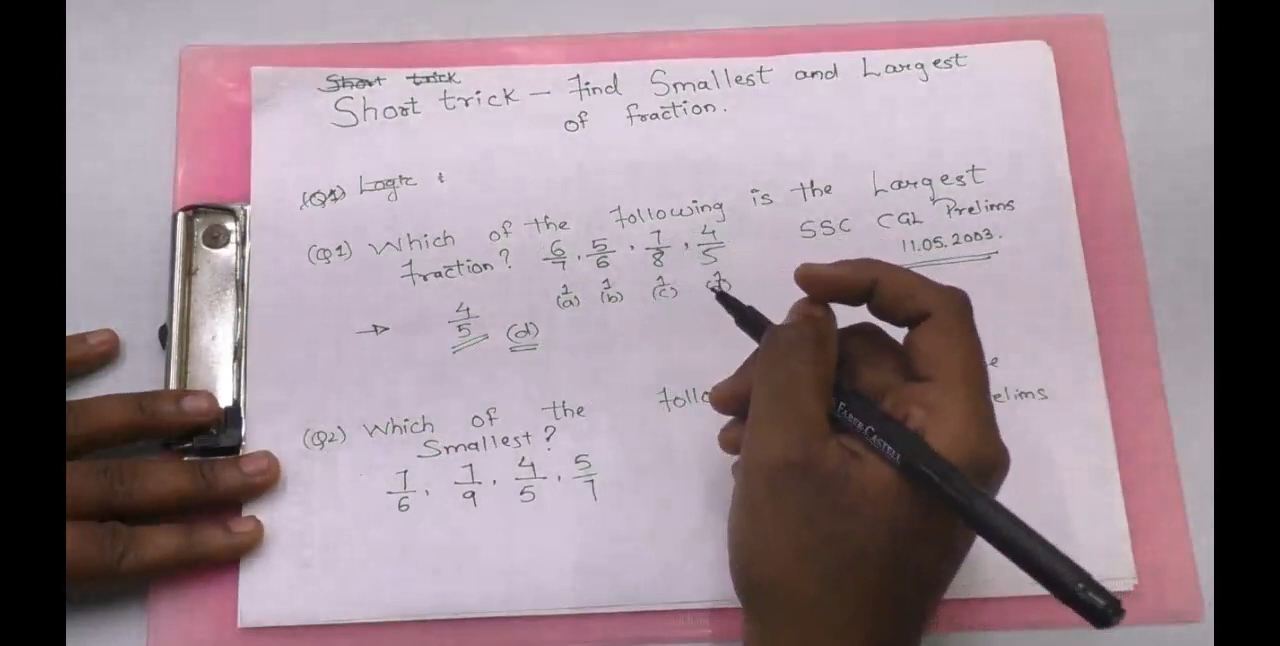 Short trick
Short trick - Find Smallest and Largest
of fraction.
(Q1) Logic :
(Q1) Which of the following is the Largest
fraction? 6/7, 5/6, 7/8, 4/5
SSC CGL Prelims
11.05.2003.
1 1 1 1
(a) (b) (c) (d)
→ 4/5 (d)
(Q2) Which of the
Smallest?
7/6, 7/9, 4/5, 5/7
FABER-CASTELL